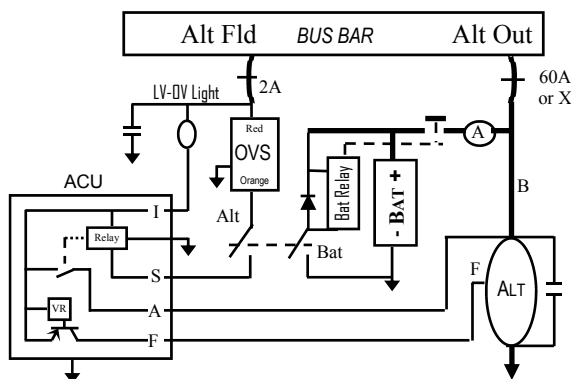 Alt Fld BUS BAR Alt Out
2A
60A
or X
LV-OV Light
Red
OVS
Orange
A
Bat Relay
- BAT +
B
ACU
I
Alt
Bat
Relay
S
F
ALT
A
VR
F